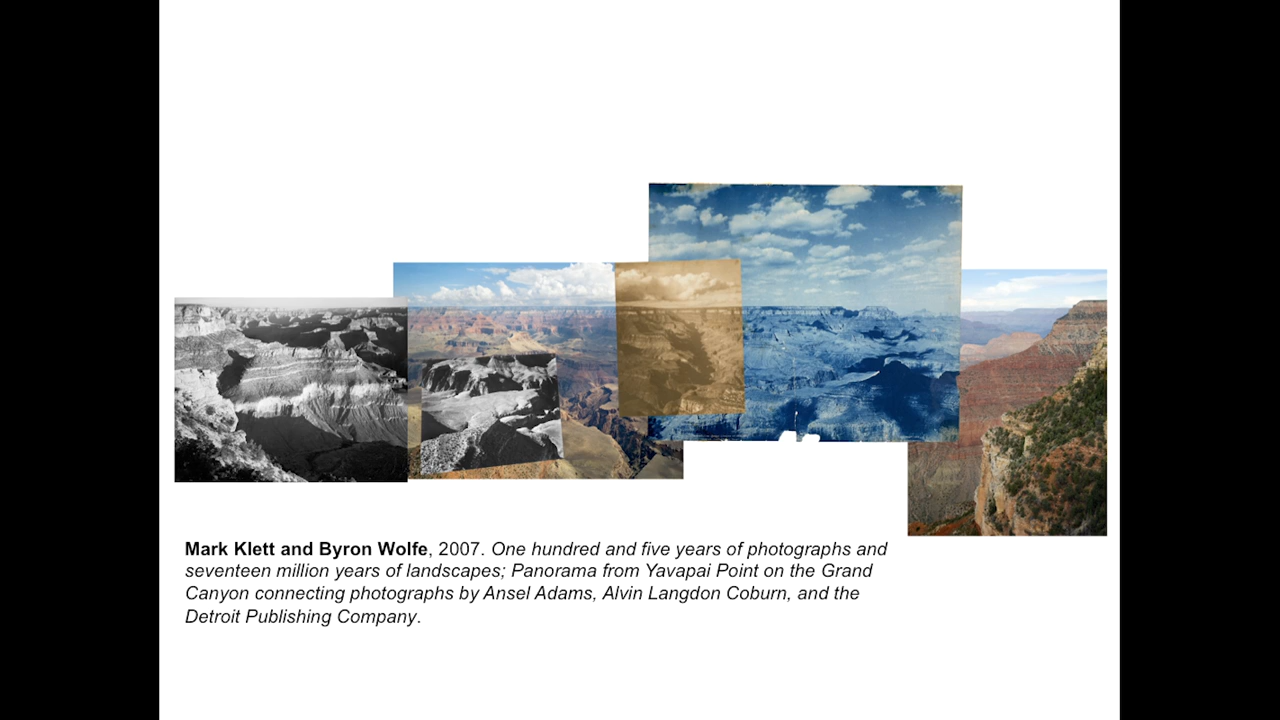 Mark Klett and Byron Wolfe, 2007. One hundred and five years of photographs and
seventeen million years of landscapes; Panorama from Yavapai Point on the Grand
Canyon connecting photographs by Ansel Adams, Alvin Langdon Coburn, and the
Detroit Publishing Company.